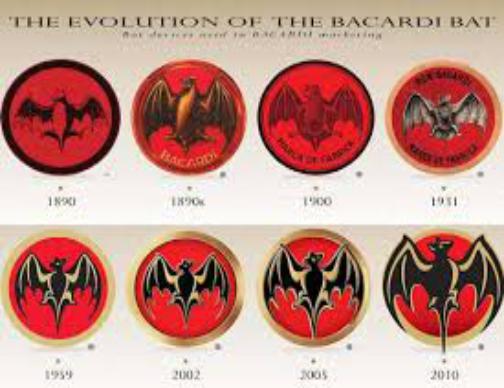 THE EVOLUTION OF THE BACARDI BAT
Bat devices used in BACARDI marketing
BACARDI
MARCA DE FABRICA
RON BACARDI
MARCA DE FABRICA
1890
1890s
1900
1931
1959
2002
2005
2010